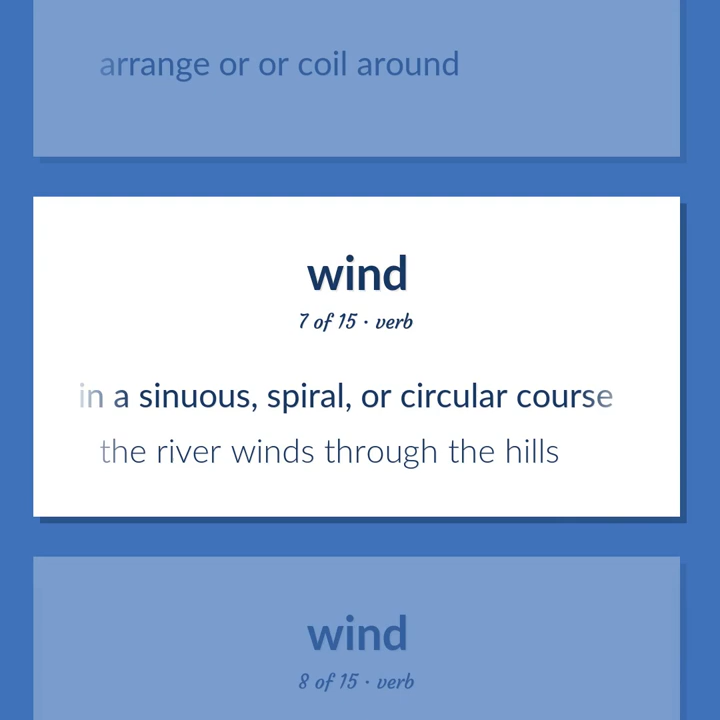 arrange or or coil around
wind
7 of 15 · verb
in a sinuous, spiral, or circular course
the river winds through the hills
wind
8 of 15 · verb